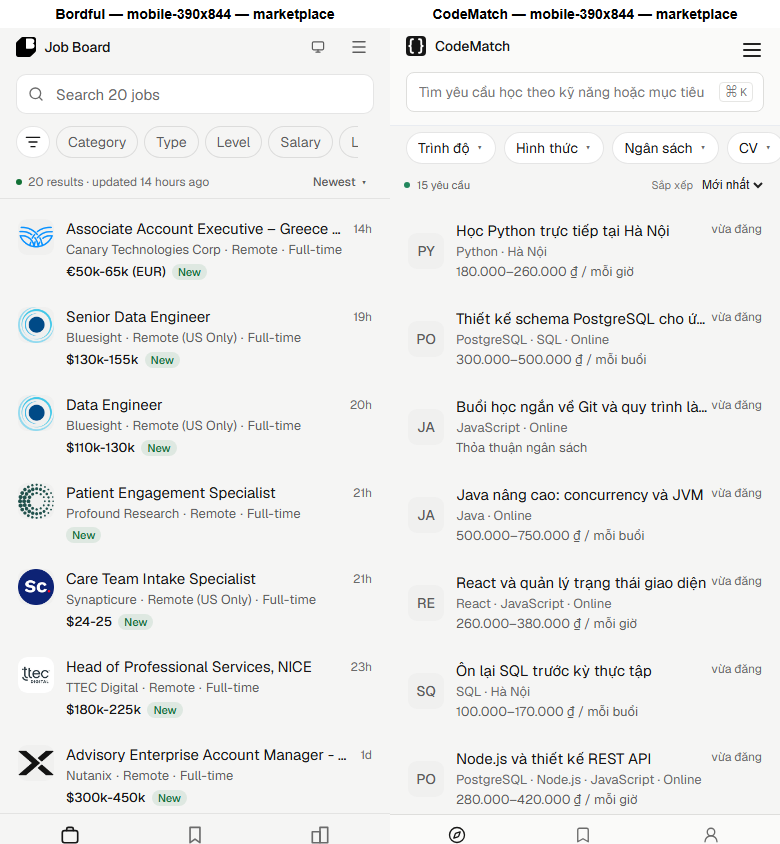 Bordful — mobile-390x844 — marketplace
Job Board
Search 20 jobs
Category
Type
Level
Salary
L
20 results · updated 14 hours ago
Newest
Associate Account Executive – Greece ...
14h
Canary Technologies Corp · Remote · Full-time
€50k-65k (EUR)
New
Senior Data Engineer
19h
Bluesight · Remote (US Only) · Full-time
$130k-155k
New
Data Engineer
20h
Bluesight · Remote (US Only) · Full-time
$110k-130k
New
Patient Engagement Specialist
21h
Profound Research · Remote · Full-time
New
Sc.
Care Team Intake Specialist
21h
Synapticure · Remote (US Only) · Full-time
$24-25
New
ttec
DIGITAL
Head of Professional Services, NICE
23h
TTEC Digital · Remote · Full-time
$180k-225k
New
Advisory Enterprise Account Manager - ...
1d
Nutanix · Remote · Full-time
$300k-450k
New
CodeMatch — mobile-390x844 — marketplace
CodeMatch
Tìm yêu cầu học theo kỹ năng hoặc mục tiêu
⌘ K
Trình độ
Hình thức
Ngân sách
CV
15 yêu cầu
Sắp xếp
Mới nhất
PY
Học Python trực tiếp tại Hà Nội
vừa đăng
Python · Hà Nội
180.000–260.000 ₫ / mỗi giờ
PO
Thiết kế schema PostgreSQL cho ứ...
vừa đăng
PostgreSQL · SQL · Online
300.000–500.000 ₫ / mỗi buổi
JA
Buổi học ngắn về Git và quy trình là...
vừa đăng
JavaScript · Online
Thỏa thuận ngân sách
JA
Java nâng cao: concurrency và JVM
vừa đăng
Java · Online
500.000–750.000 ₫ / mỗi buổi
RE
React và quản lý trạng thái giao diện
vừa đăng
React · JavaScript · Online
260.000–380.000 ₫ / mỗi giờ
SQ
Ôn lại SQL trước kỳ thực tập
vừa đăng
SQL · Hà Nội
100.000–170.000 ₫ / mỗi buổi
PO
Node.js và thiết kế REST API
vừa đăng
PostgreSQL · Node.js · JavaScript · Online
280.000–420.000 ₫ / mỗi giờ